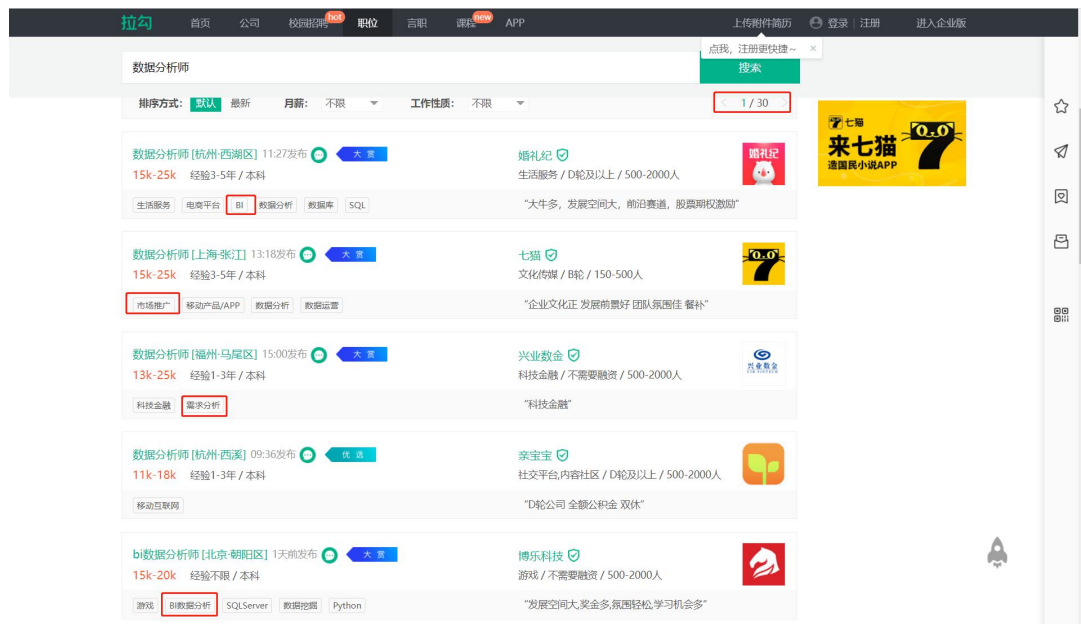 拉勾 首页 公司 校园招聘 hot 职位 言职 课程 new APP 上传附件简历 登录 | 注册 进入企业版
点我，注册更快捷~ ×
数据分析师 搜索
排序方式： 默认 最新 月薪： 不限 工作性质： 不限 1 / 30
七猫
来七猫
造国民小说APP
数据分析师 [杭州·西湖区] 11:27发布 大赏 婚礼纪 婚礼纪
15k-25k 经验3-5年 / 本科 生活服务 / D轮及以上 / 500-2000人
生活服务 电商平台 BI 数据分析 数据库 SQL “大牛多，发展空间大，前沿赛道，股票期权激励”
数据分析师 [上海·张江] 13:18发布 大赏 七猫
15k-25k 经验3-5年 / 本科 文化传媒 / B轮 / 150-500人
市场推广 移动产品/APP 数据分析 数据运营 “企业文化正 发展前景好 团队氛围佳 餐补”
数据分析师 [福州·马尾区] 15:00发布 大赏 兴业数金 兴业数金
13k-25k 经验1-3年 / 本科 科技金融 / 不需要融资 / 500-2000人
科技金融 需求分析 “科技金融”
数据分析师 [杭州·西溪] 09:36发布 优选 亲宝宝
11k-18k 经验1-3年 / 本科 社交平台,内容社区 / D轮及以上 / 500-2000人
移动互联网 “D轮公司 全额公积金 双休”
bi数据分析师 [北京·朝阳区] 1天前发布 大赏 博乐科技
15k-20k 经验不限 / 本科 游戏 / 不需要融资 / 500-2000人
游戏 BI数据分析 SQLServer 数据挖掘 Python “发展空间大,奖金多,氛围轻松,学习机会多”